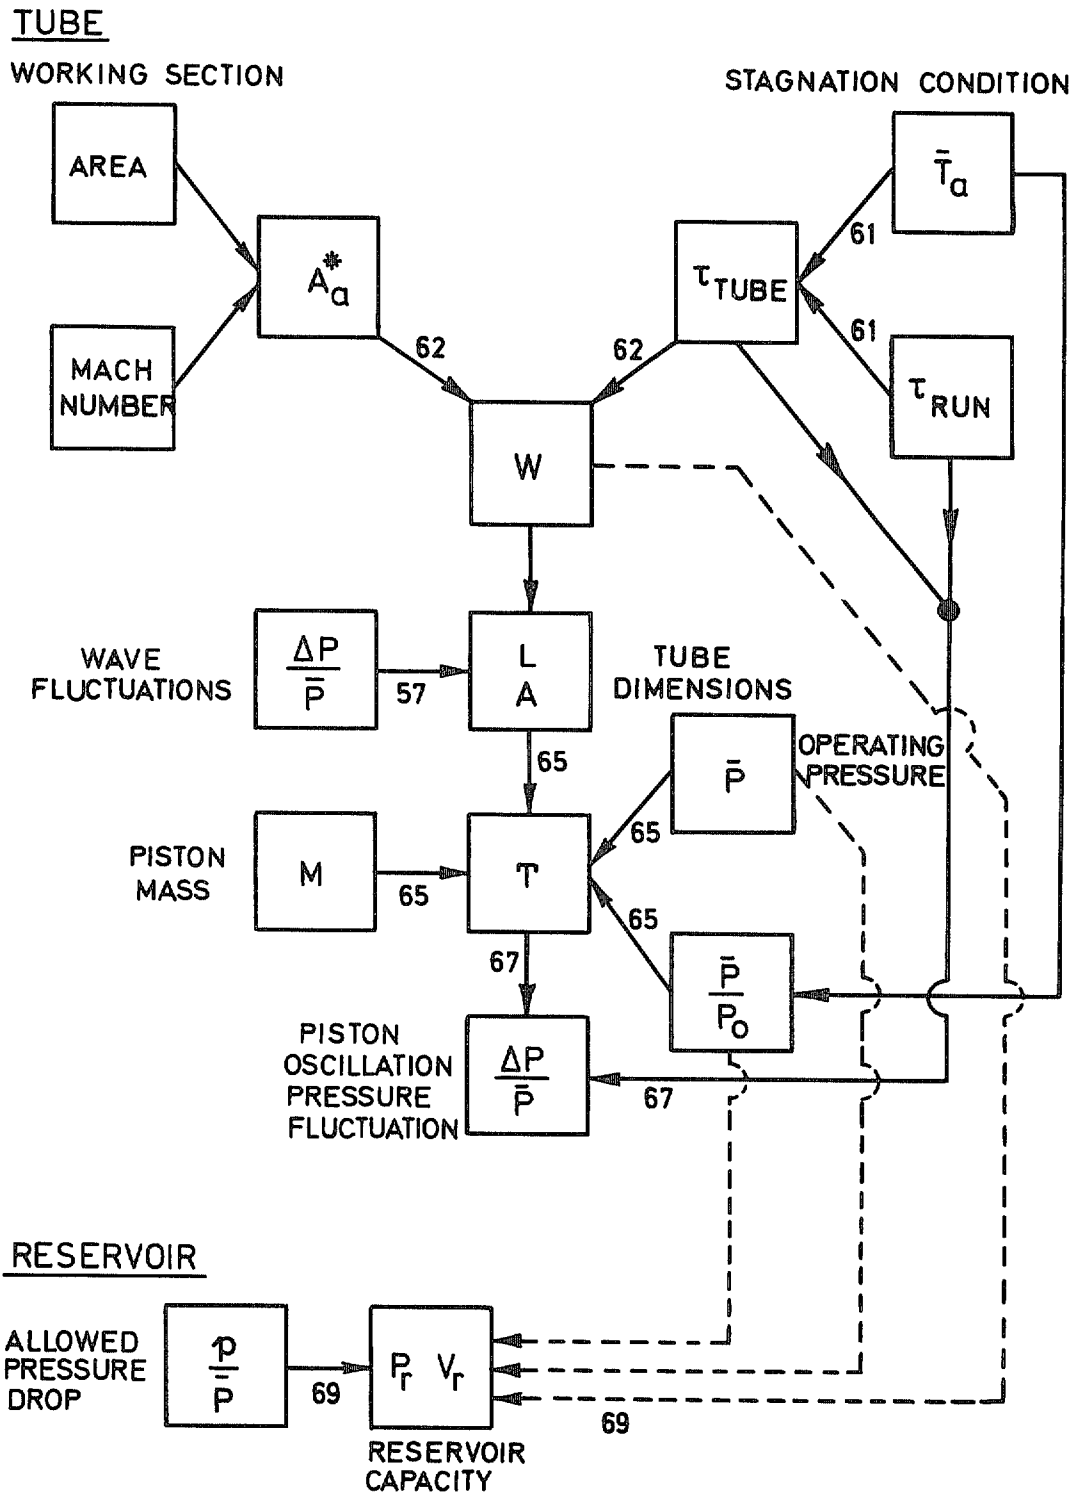 TUBE
WORKING SECTION
STAGNATION CONDITION
AREA
T̄a
61
A*a
τTUBE
61
MACH
NUMBER
62
62
τRUN
W
WAVE
FLUCTUATIONS
ΔP
P̄
57
L
A
TUBE
DIMENSIONS
65
P̄
OPERATING
PRESSURE
PISTON
MASS
M
65
T
65
65
67
P̄
P0
PISTON
OSCILLATION
PRESSURE
FLUCTUATION
ΔP
P̄
67
RESERVOIR
ALLOWED
PRESSURE
DROP
p
P̄
69
Pr Vr
69
RESERVOIR
CAPACITY